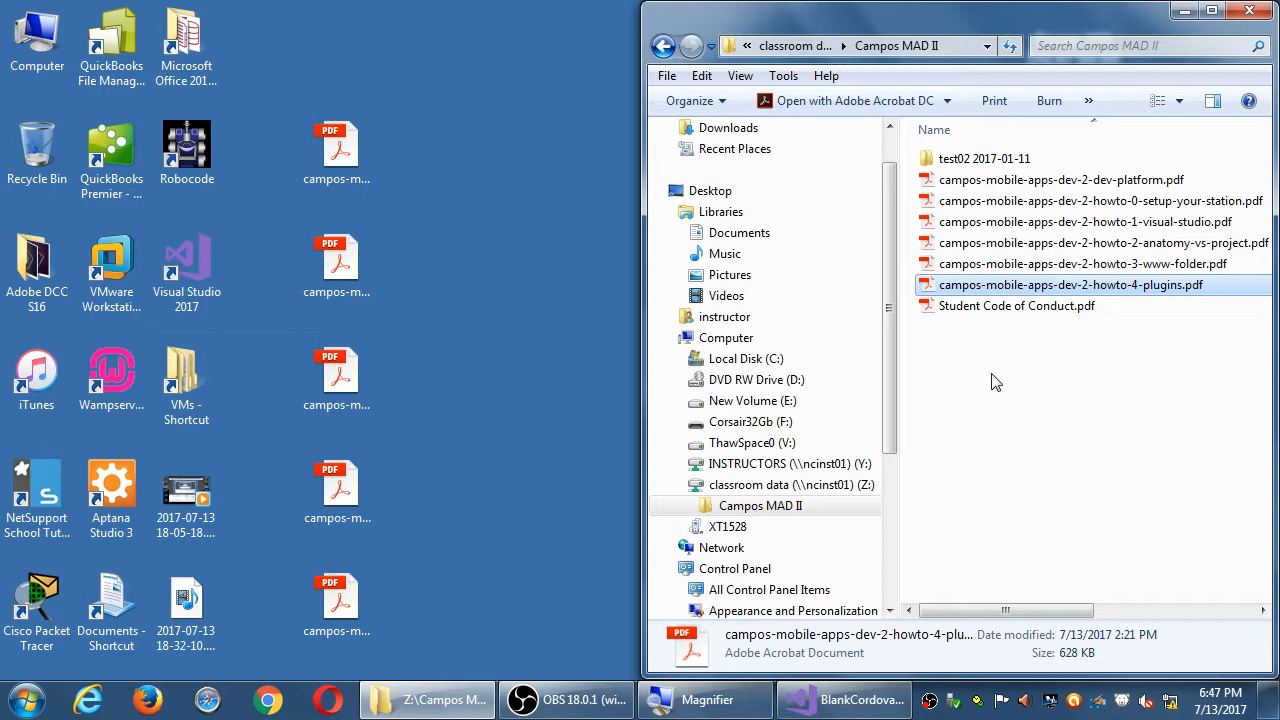 Computer
QuickBooks
File Manag...
Microsoft
Office 201...
Recycle Bin
QuickBooks
Premier - ...
Robocode
campos-m...
Adobe DCC
S16
VMware
Workstati...
Visual Studio
2017
campos-m...
iTunes
Wampserv...
VMs -
Shortcut
campos-m...
NetSupport
School Tut...
Aptana
Studio 3
2017-07-13
18-05-18....
campos-m...
Cisco Packet
Tracer
Documents -
Shortcut
2017-07-13
18-32-10....
campos-m...
« classroom d... Campos MAD II
Search Campos MAD II
File Edit View Tools Help
Organize Open with Adobe Acrobat DC Print Burn »
Downloads
Recent Places
Desktop
Libraries
Documents
Music
Pictures
Videos
instructor
Computer
Local Disk (C:)
DVD RW Drive (D:)
New Volume (E:)
Corsair32Gb (F:)
ThawSpace0 (V:)
INSTRUCTORS (\\ncinst01) (Y:)
classroom data (\\ncinst01) (Z:)
Campos MAD II
XT1528
Network
Control Panel
All Control Panel Items
Appearance and Personalization
Name
test02 2017-01-11
campos-mobile-apps-dev-2-dev-platform.pdf
campos-mobile-apps-dev-2-howto-0-setup-your-station.pdf
campos-mobile-apps-dev-2-howto-1-visual-studio.pdf
campos-mobile-apps-dev-2-howto-2-anatomy-vs-project.pdf
campos-mobile-apps-dev-2-howto-3-www-folder.pdf
campos-mobile-apps-dev-2-howto-4-plugins.pdf
Student Code of Conduct.pdf
campos-mobile-apps-dev-2-howto-4-plu... Date modified: 7/13/2017 2:21 PM
Adobe Acrobat Document Size: 628 KB
Z:\Campos M...
OBS 18.0.1 (wi...
Magnifier
BlankCordova...
6:47 PM
7/13/2017